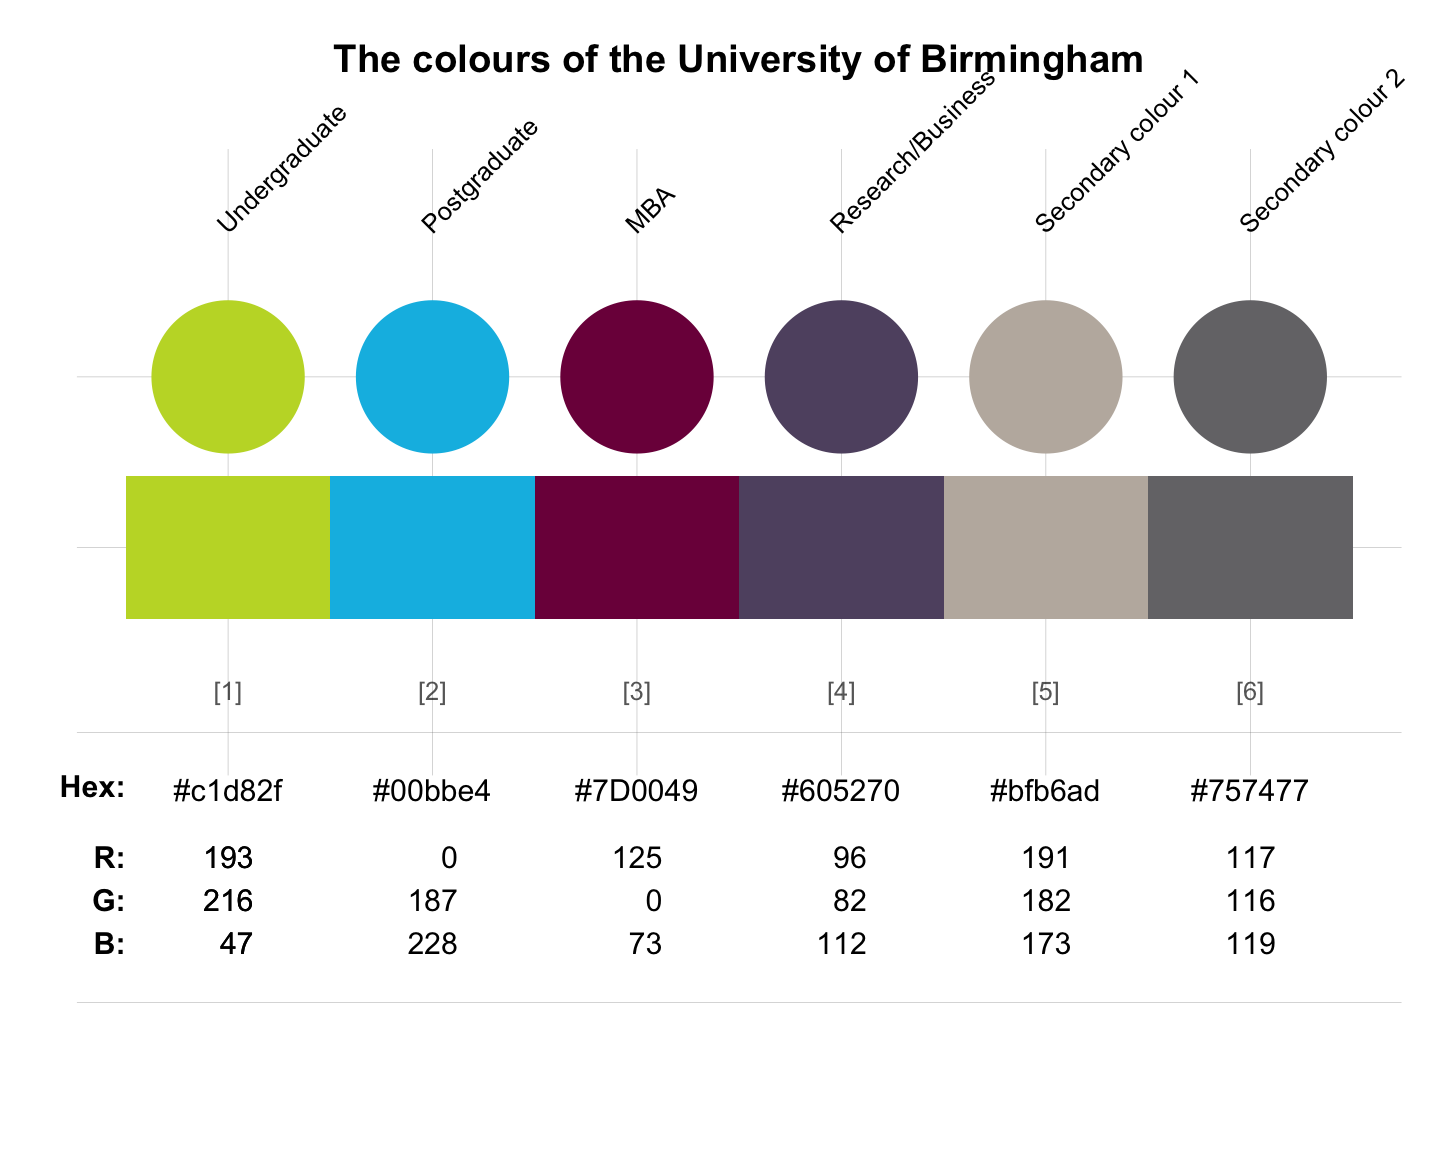 The colours of the University of Birmingham
Undergraduate
Postgraduate
MBA
Research/Business
Secondary colour 1
Secondary colour 2
[1] [2] [3] [4] [5] [6]
Hex: #c1d82f #00bbe4 #7D0049 #605270 #bfb6ad #757477
R: 193 0 125 96 191 117
G: 216 187 0 82 182 116
B: 47 228 73 112 173 119